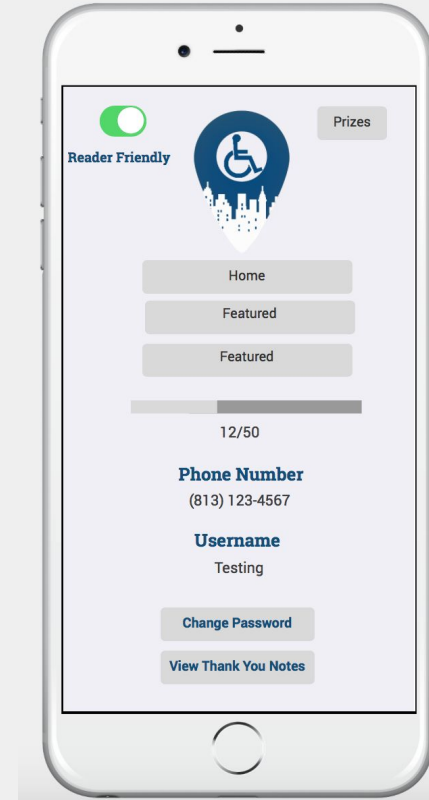 Prizes
Reader Friendly
Home
Featured
Featured
12/50
Phone Number
(813) 123-4567
Username
Testing
Change Password
View Thank You Notes